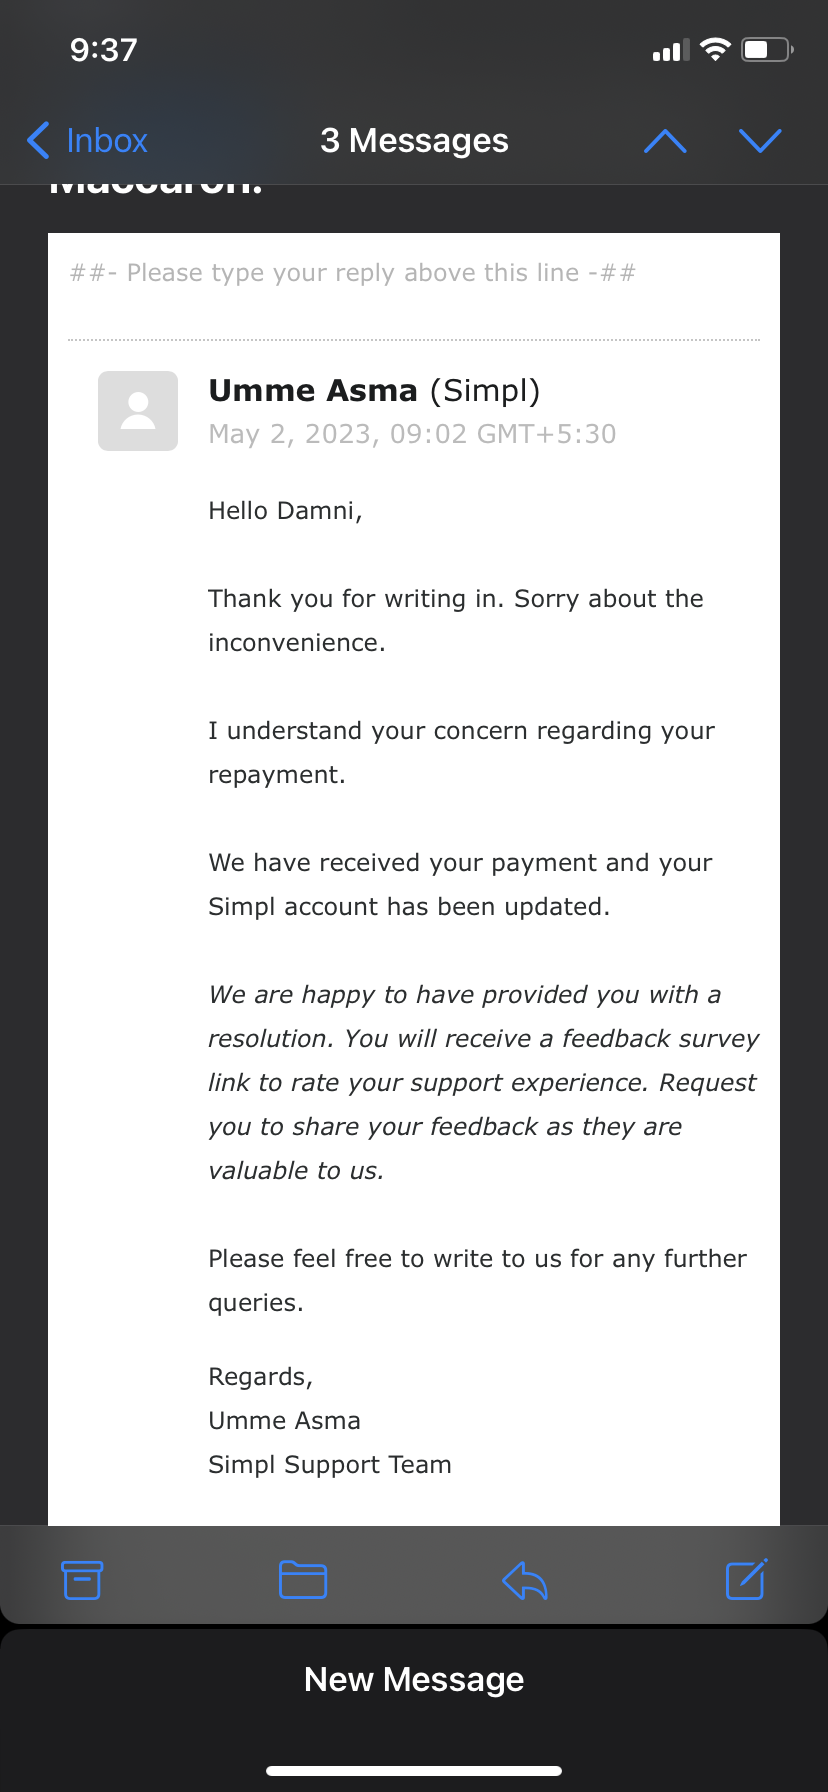 9:37
Inbox
3 Messages
Maccaron.
##- Please type your reply above this line -##
Umme Asma (Simpl)
May 2, 2023, 09:02 GMT+5:30
Hello Damni,
Thank you for writing in. Sorry about the
inconvenience.
I understand your concern regarding your
repayment.
We have received your payment and your
Simpl account has been updated.
We are happy to have provided you with a
resolution. You will receive a feedback survey
link to rate your support experience. Request
you to share your feedback as they are
valuable to us.
Please feel free to write to us for any further
queries.
Regards,
Umme Asma
Simpl Support Team
New Message